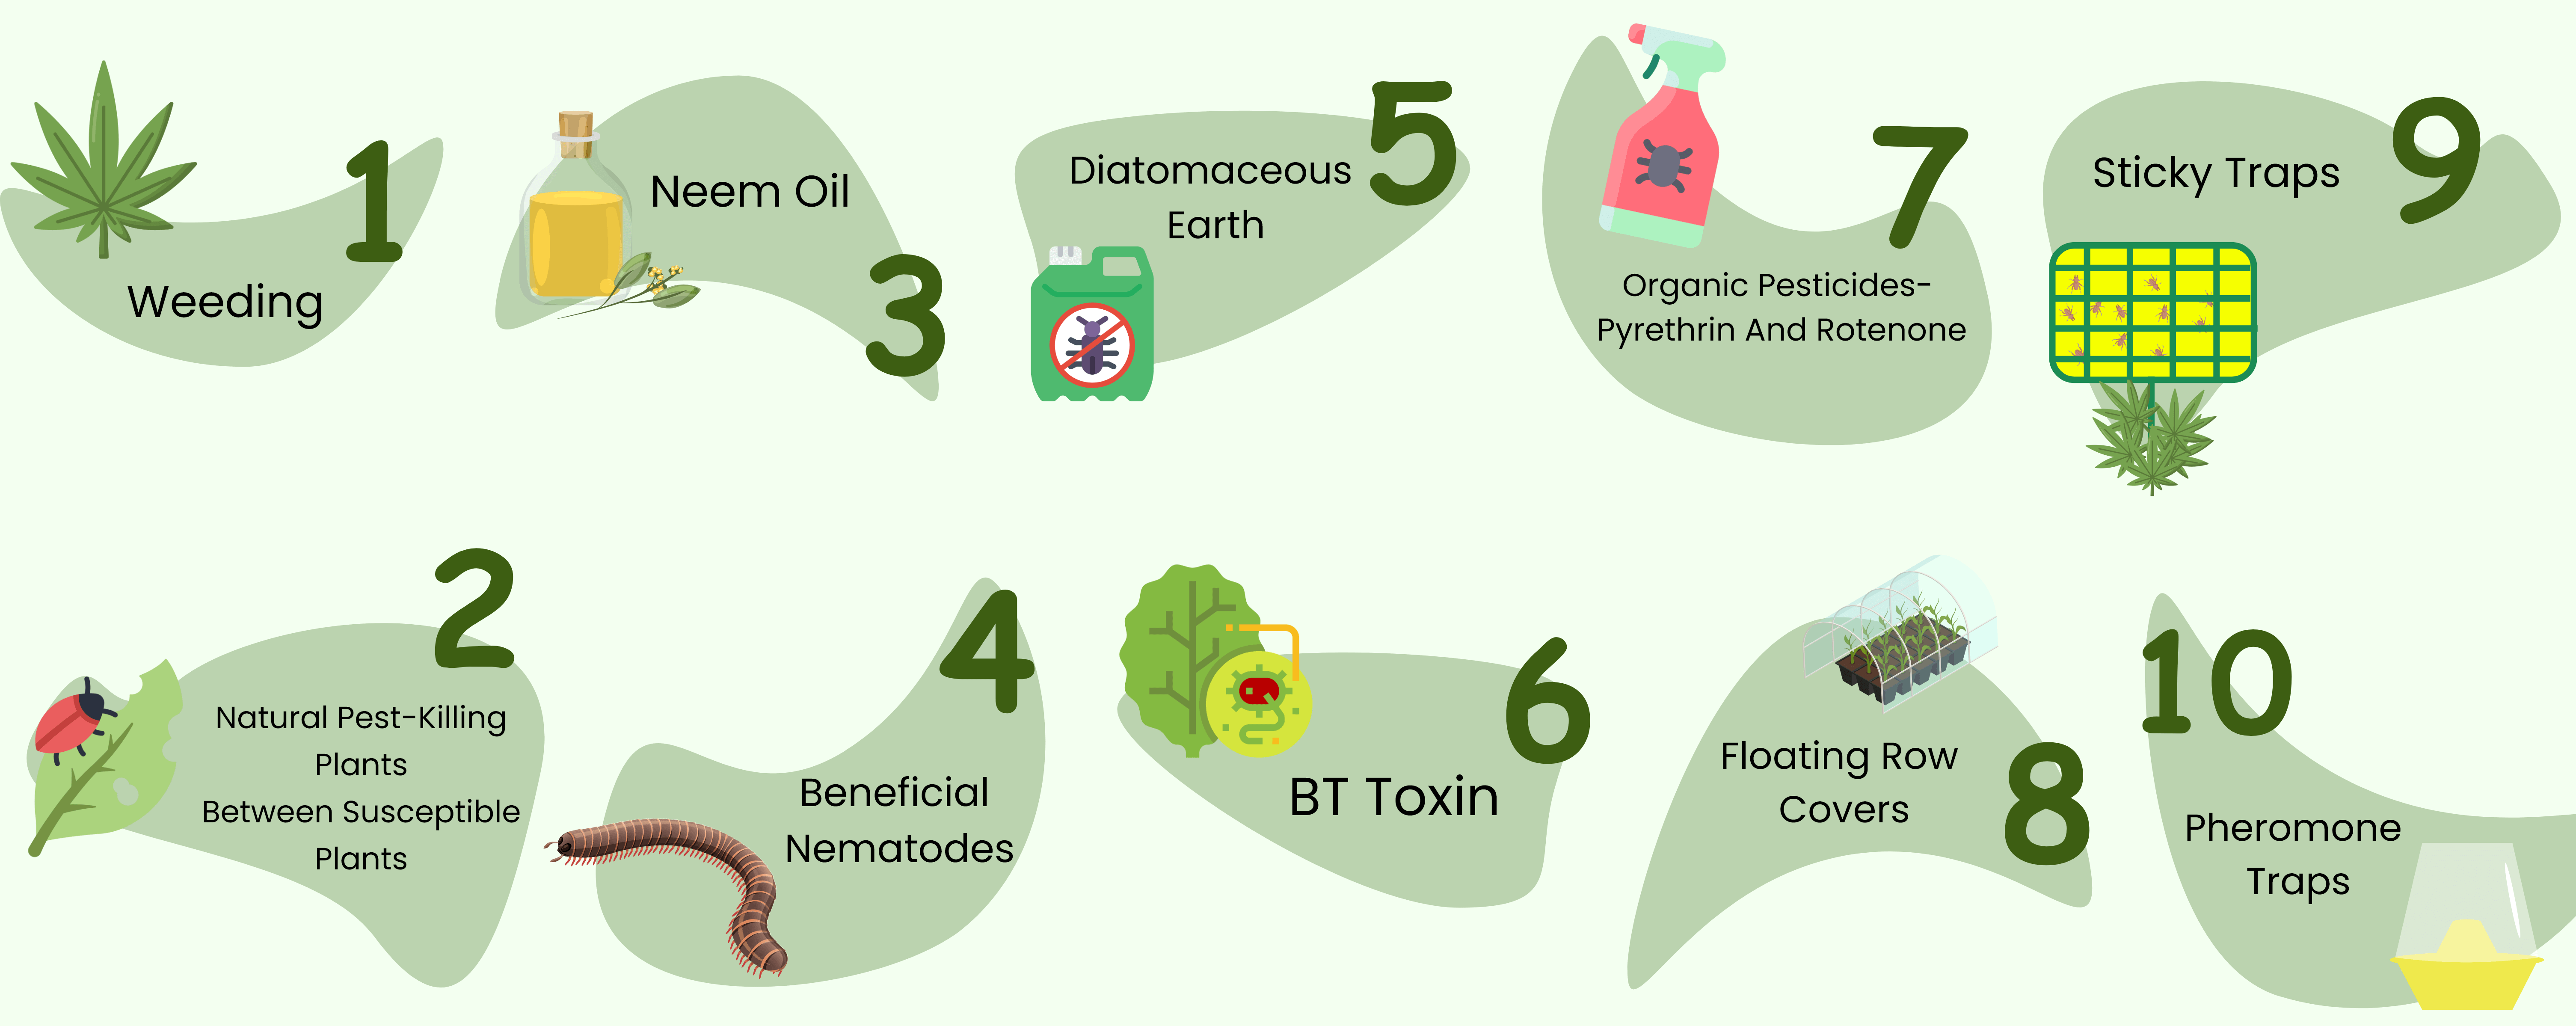 1
Weeding
2
Natural Pest-Killing
Plants
Between Susceptible
Plants
3
Neem Oil
4
Beneficial
Nematodes
5
Diatomaceous
Earth
6
BT Toxin
7
Organic Pesticides-
Pyrethrin And Rotenone
8
Floating Row
Covers
9
Sticky Traps
10
Pheromone
Traps